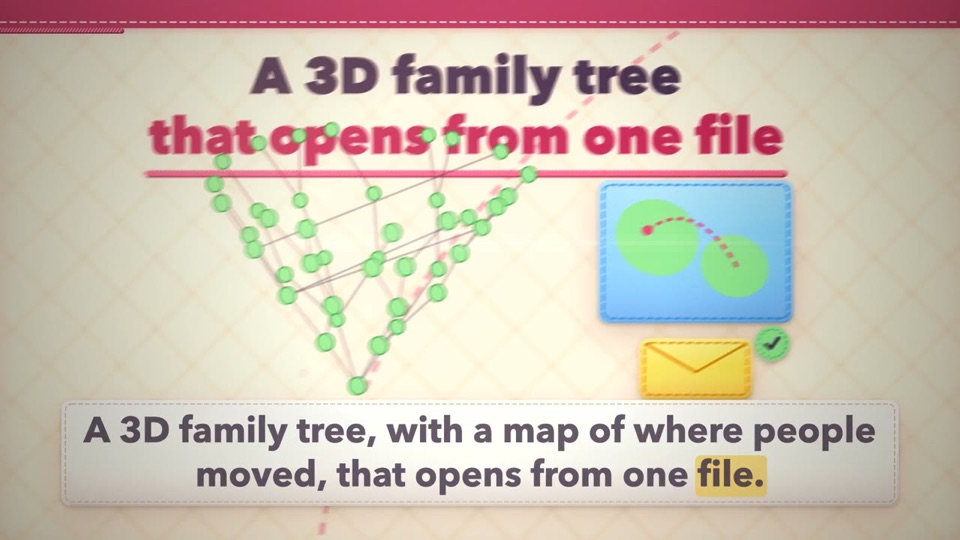 A 3D family tree
that opens from one file
A 3D family tree, with a map of where people
moved, that opens from one file.